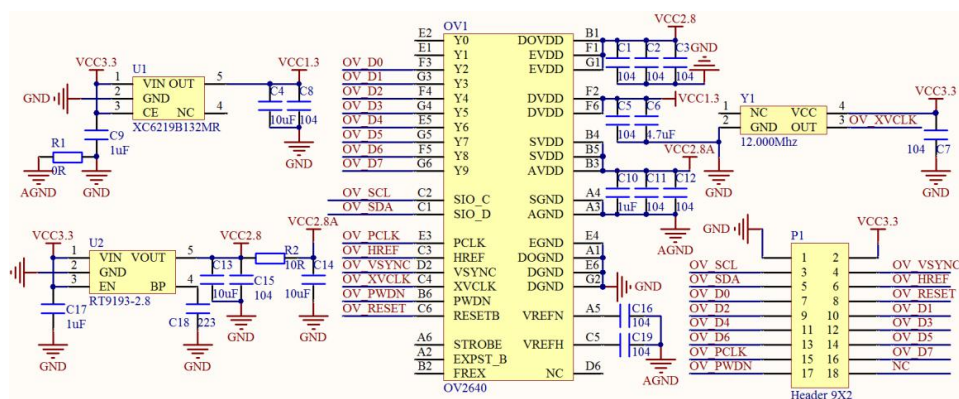 OV1
VCC3.3
U1
VCC1.3
1 VIN OUT 5
GND 2 GND
3 CE NC 4
XC6219B132MR
C4 C8
10uF 104
GND
C9
1uF
R1
0R
AGND GND
VCC3.3
U2
VCC2.8
R2
10R
VCC2.8A
1 VIN VOUT 5
2 GND
3 EN BP 4
RT9193-2.8
GND
C17
1uF
C18 223
C13
10uF
C15
104
C14
10uF
GND GND GND GND
E2 Y0
E1 Y1
OV_D0 F3 Y2
OV_D1 G3 Y3
OV_D2 F4 Y4
OV_D3 G4 Y5
OV_D4 E5 Y6
OV_D5 G5 Y7
OV_D6 F5 Y8
OV_D7 G6 Y9
OV_SCL C2 SIO_C
OV_SDA C1 SIO_D
OV_PCLK E3 PCLK
OV_HREF C3 HREF
OV_VSYNC D2 VSYNC
OV_XVCLK C4 XVCLK
OV_PWDN B6 PWDN
OV_RESET C6 RESETB
A6 STROBE
A2 EXPST_B
B2 FREX
OV2640
DOVDD B1
EVDD F1
EVDD G1
DVDD F2
DVDD F6
SVDD B4
SVDD B5
AVDD B3
SGND A4
AGND A3
EGND E4
DOGND A1
DGND E6
DGND G2
VREFN A5
VREFH C5
NC D6
VCC2.8
C1 C2 C3
104 104 104
GND
VCC1.3
C5 C6
104 4.7uF
GND
VCC2.8A
C10 C11 C12
1uF 104 104
AGND
GND
C16
104
C19
104
AGND
Y1
1 NC VCC 4
2 GND OUT 3
12.000Mhz
GND
VCC3.3
OV_XVCLK
104 C7
GND
P1
GND VCC3.3
1 2
OV_SCL 3 4 OV_VSYNC
OV_SDA 5 6 OV_HREF
OV_D0 7 8 OV_RESET
OV_D2 9 10 OV_D1
OV_D4 11 12 OV_D3
OV_D6 13 14 OV_D5
OV_PCLK 15 16 OV_D7
OV_PWDN 17 18 NC
Header 9X2